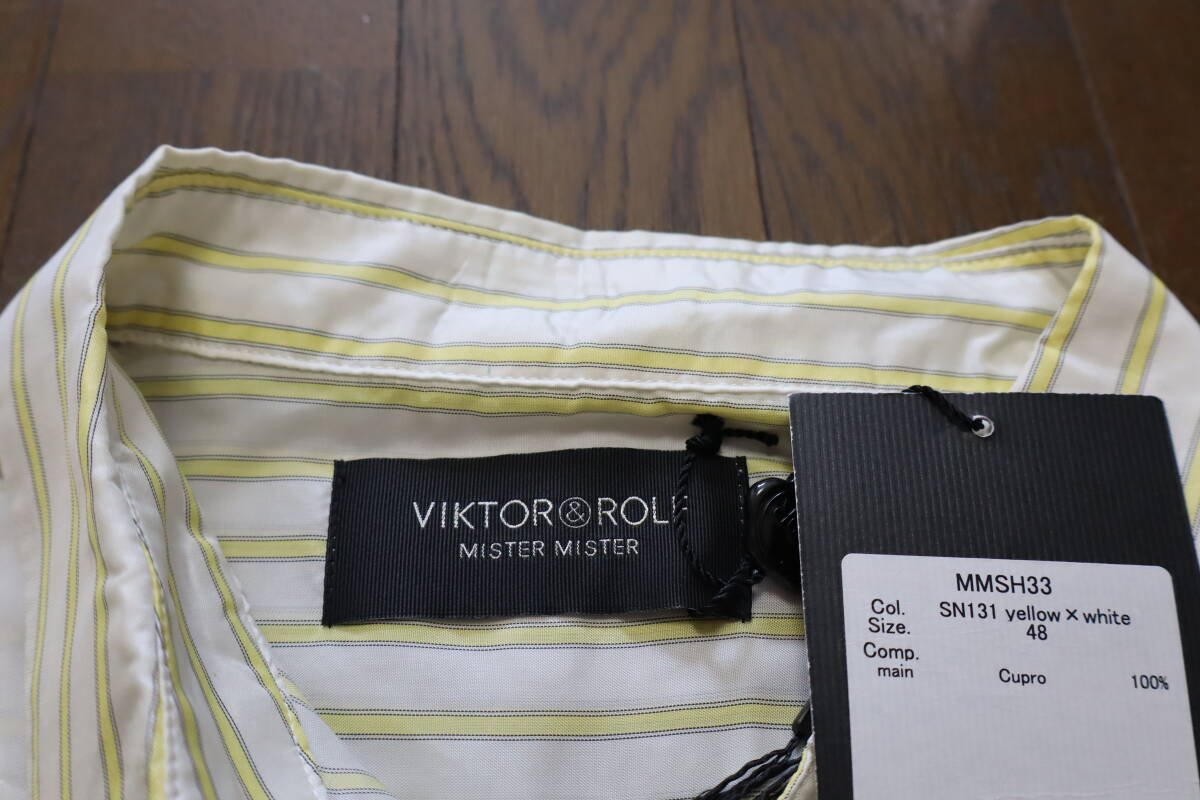 VIKTOR&ROLF
MISTER MISTER
MMSH33
Col. SN131 yellow×white
Size. 48
Comp.
main Cupro 100%